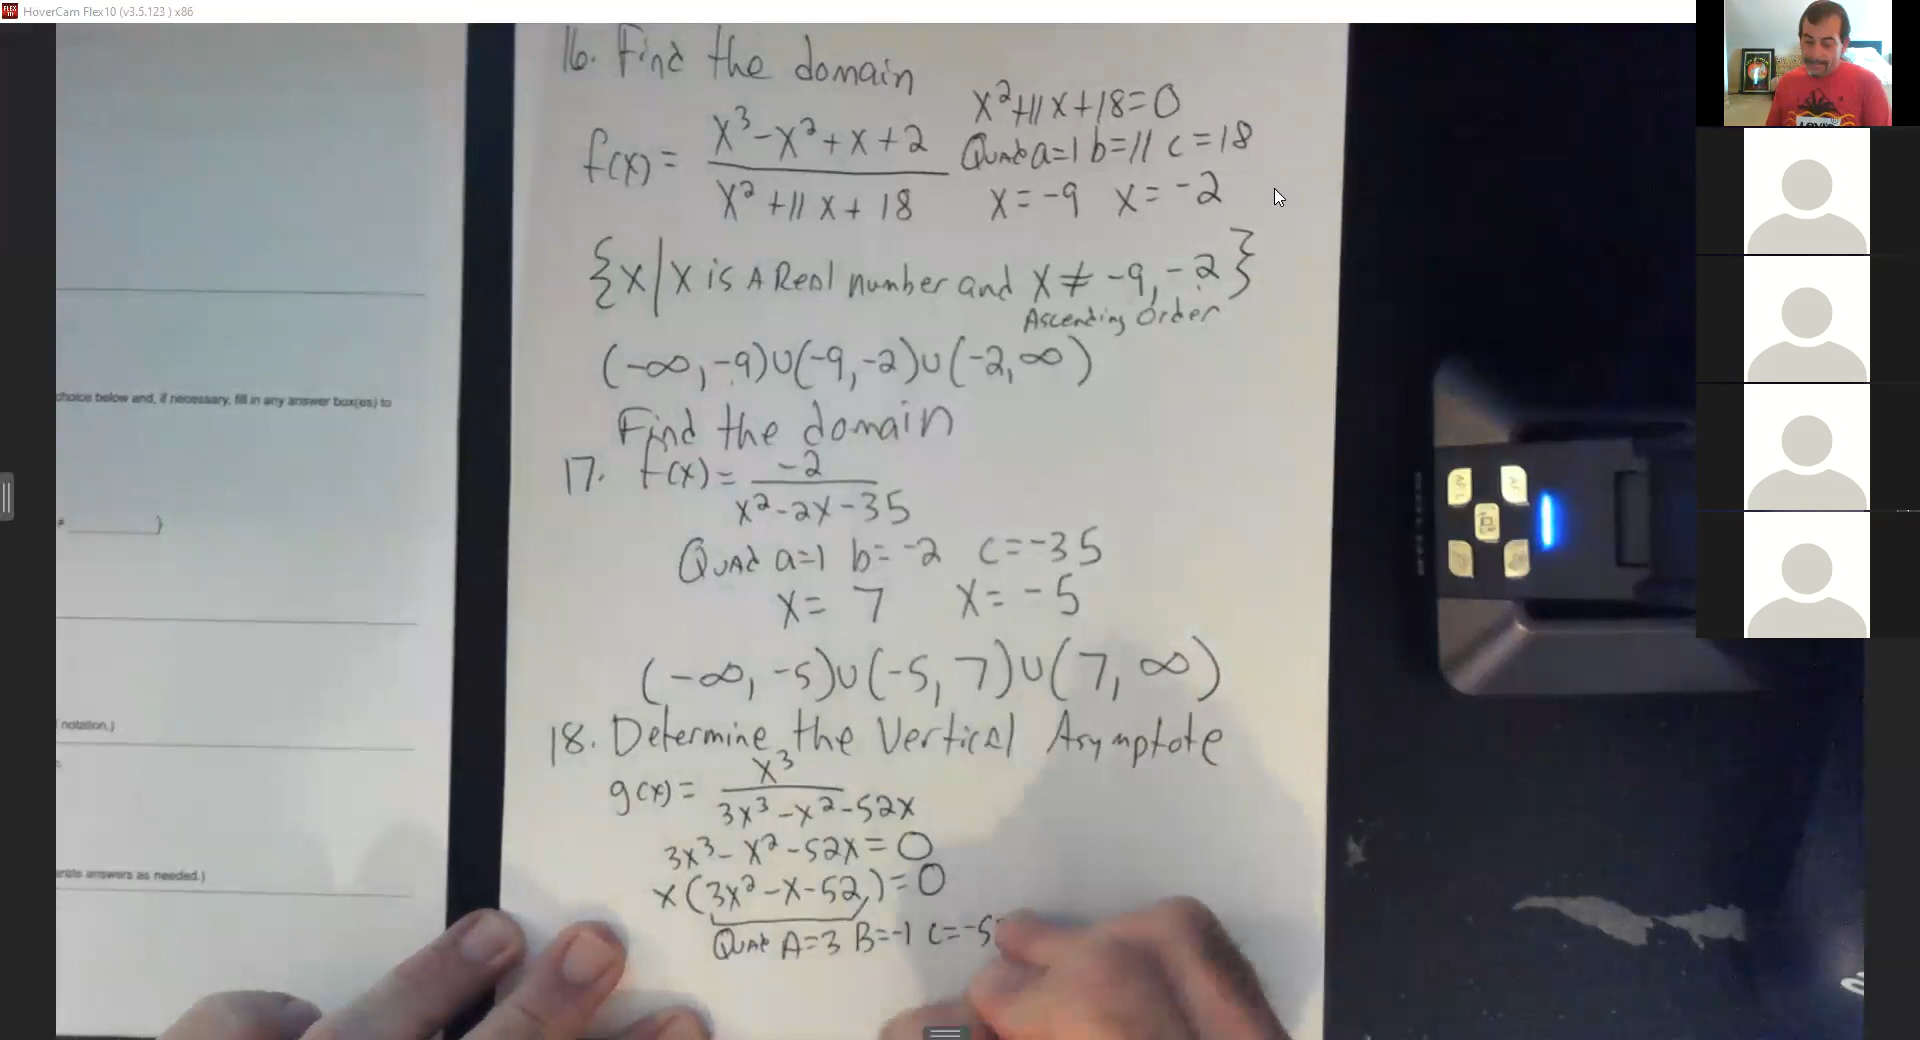 HoverCam Flex10 (v3.5.123 ) x86
16. Find the domain
f(x) = x³-x²+x+2 / x²+11x+18
x²+11x+18=0
Quad a=1 b=11 c=18
x=-9 x=-2
{x|x is A Real number and x≠-9,-2}
Ascending Order
(-∞,-9)∪(-9,-2)∪(-2,∞)
Find the domain
17. f(x)= -2 / x²-2x-35
Quad a=1 b=-2 c=-35
x=7 x=-5
(-∞,-5)∪(-5,7)∪(7,∞)
18. Determine the Vertical Asymptote
g(x)= x³ / 3x³-x²-52x
3x³-x²-52x=0
x(3x²-x-52)=0
Quad A=3 B=-1 C=-5
choice below and, if necessary, fill in any answer box(es) to
≠ ________ }
notation.)
answers as needed.)